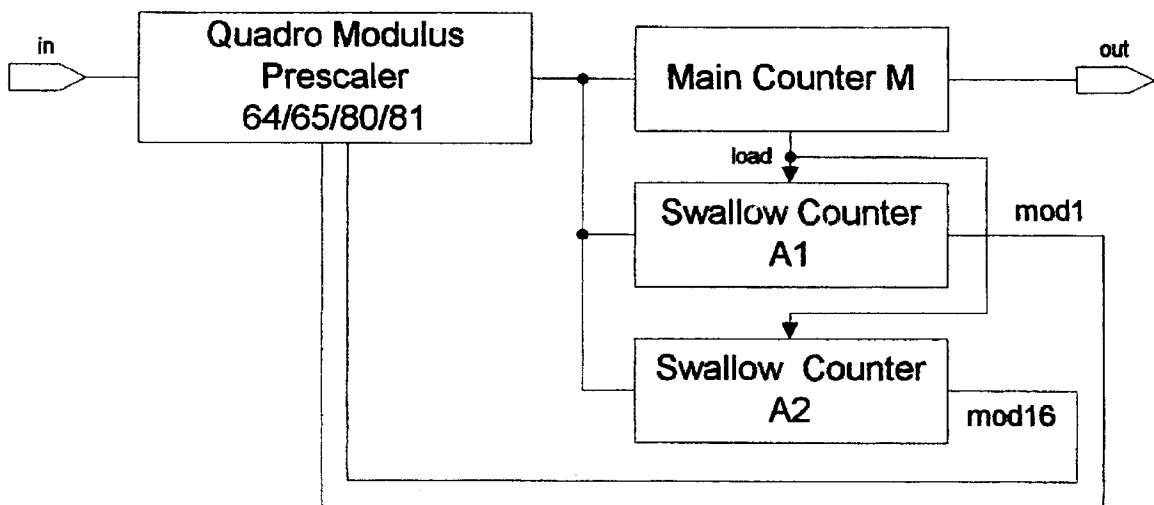 in
Quadro Modulus
Prescaler
64/65/80/81
Main Counter M
out
load
Swallow Counter
A1
mod1
Swallow Counter
A2
mod16